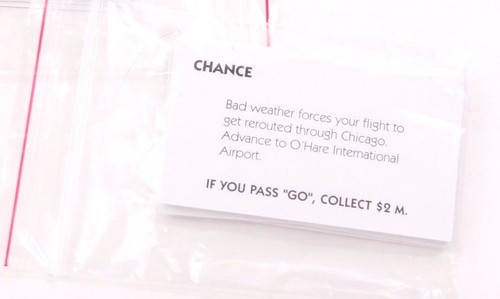 CHANCE
Bad weather forces your flight to
get rerouted through Chicago.
Advance to O'Hare International
Airport.
IF YOU PASS "GO", COLLECT $2 M.